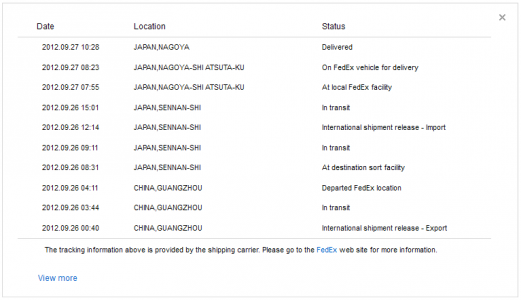 Date Location Status
2012.09.27 10:28 JAPAN,NAGOYA Delivered
2012.09.27 08:23 JAPAN,NAGOYA-SHI ATSUTA-KU On FedEx vehicle for delivery
2012.09.27 07:55 JAPAN,NAGOYA-SHI ATSUTA-KU At local FedEx facility
2012.09.26 15:01 JAPAN,SENNAN-SHI In transit
2012.09.26 12:14 JAPAN,SENNAN-SHI International shipment release - Import
2012.09.26 09:11 JAPAN,SENNAN-SHI In transit
2012.09.26 08:31 JAPAN,SENNAN-SHI At destination sort facility
2012.09.26 04:11 CHINA,GUANGZHOU Departed FedEx location
2012.09.26 03:44 CHINA,GUANGZHOU In transit
2012.09.26 00:40 CHINA,GUANGZHOU International shipment release - Export
The tracking information above is provided by the shipping carrier. Please go to the FedEx web site for more information.
View more